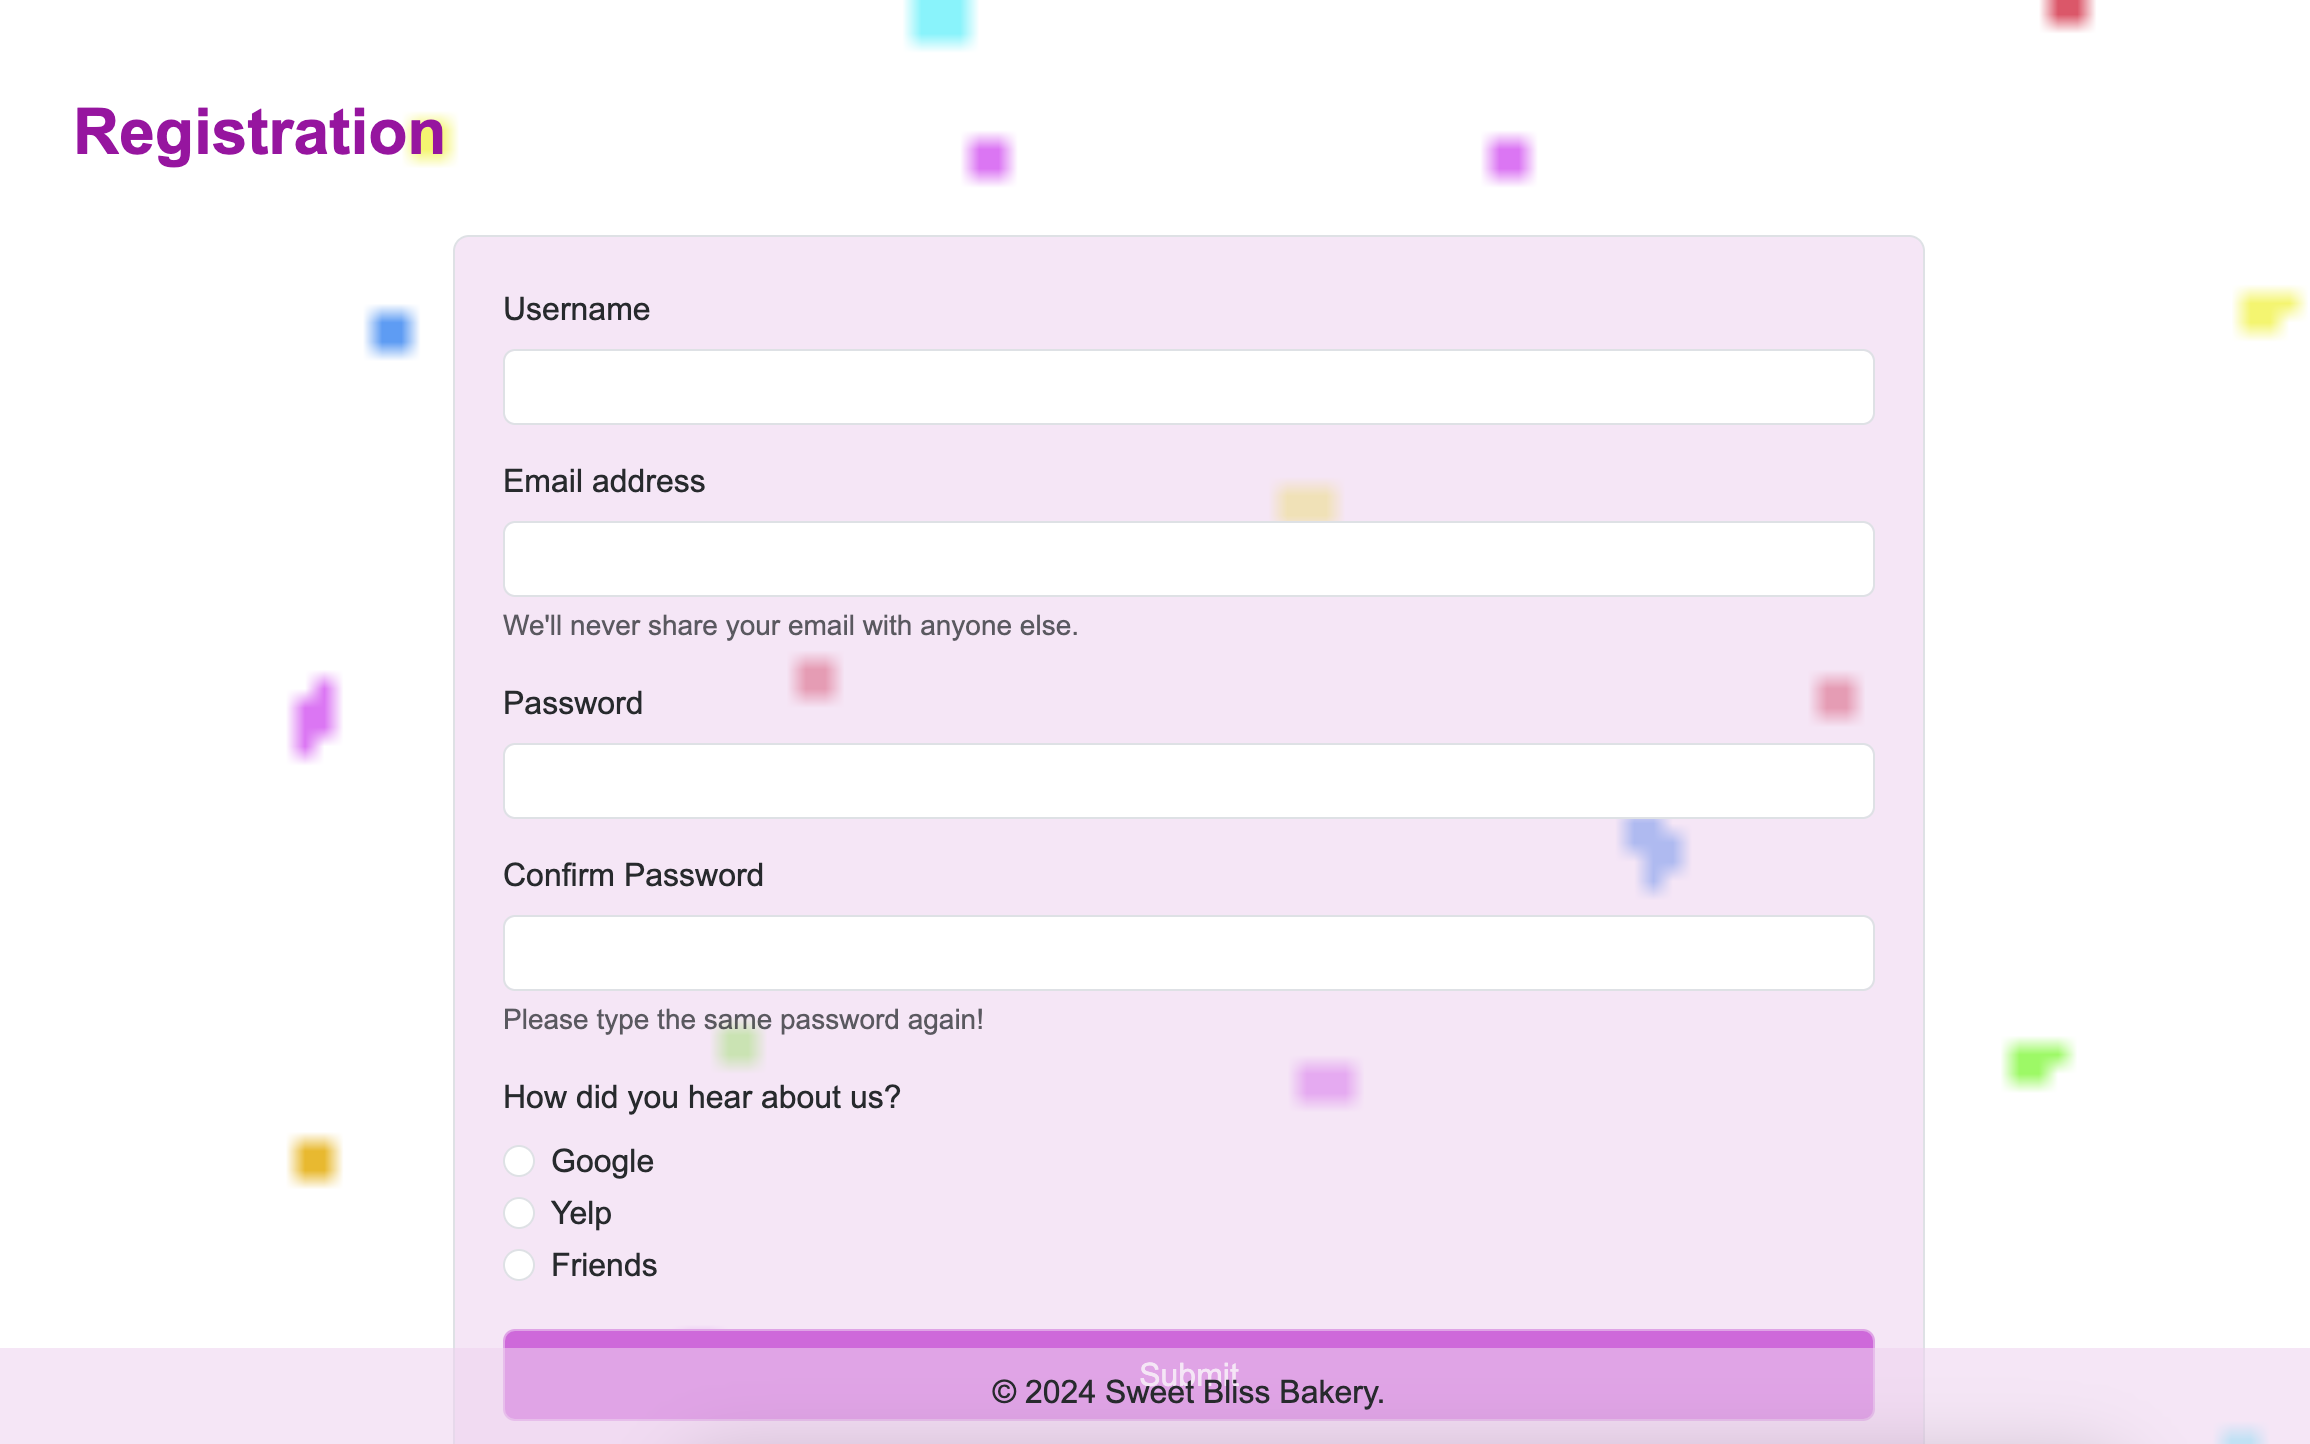 Registration
Username
Email address
We'll never share your email with anyone else.
Password
Confirm Password
Please type the same password again!
How did you hear about us?
Google
Yelp
Friends
Submit
© 2024 Sweet Bliss Bakery.